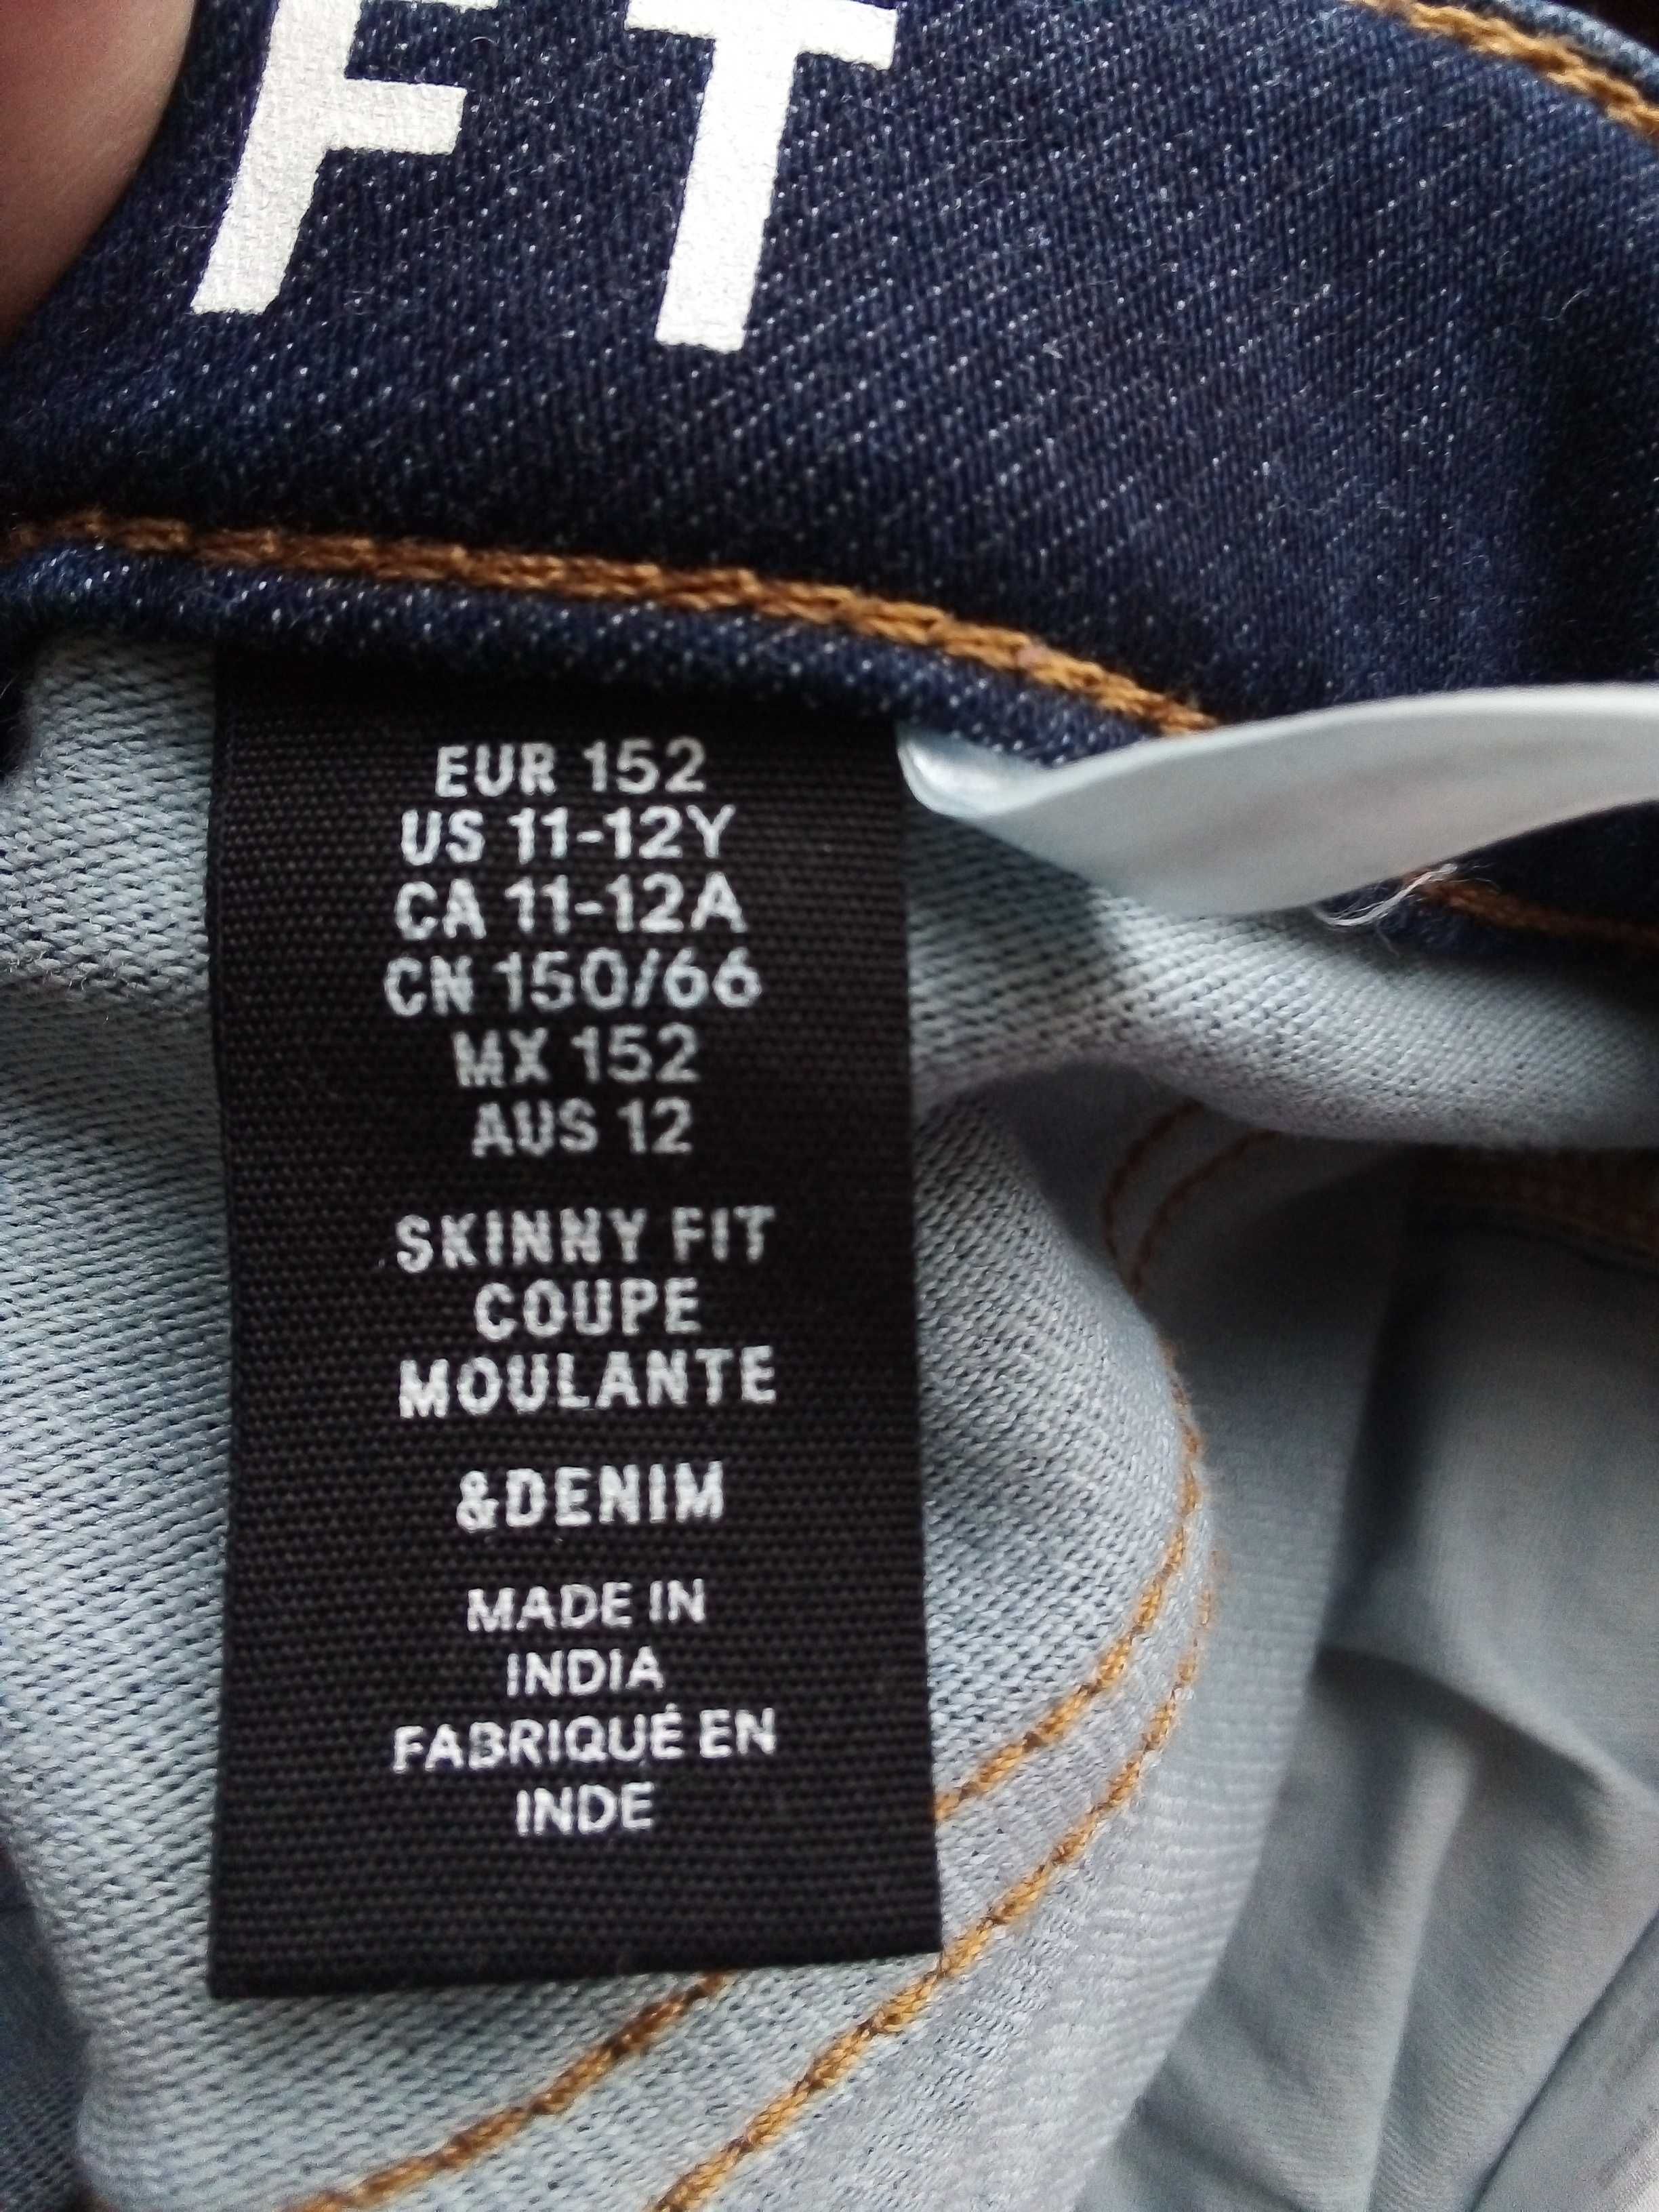 FT
EUR 152
US 11-12Y
CA 11-12A
CN 150/66
MX 152
AUS 12
SKINNY FIT
COUPE
MOULANTE
&DENIM
MADE IN
INDIA
FABRIQUÉ EN
INDE